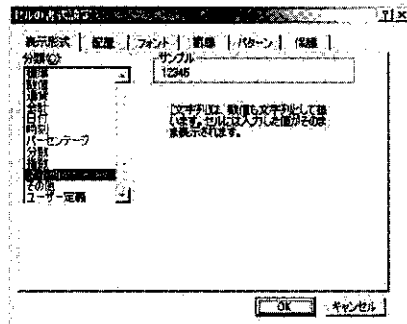 セルの書式設定 ? ×
表示形式 配置 フォント 罫線 パターン 保護
分類(C)
標準
数値
通貨
会計
日付
時刻
パーセンテージ
分数
指数
文字列
その他
ユーザー定義
サンプル
12345
[文字列]は、数値も文字列として扱
います。セルには入力した値がそのま
ま表示されます。
OK キャンセル